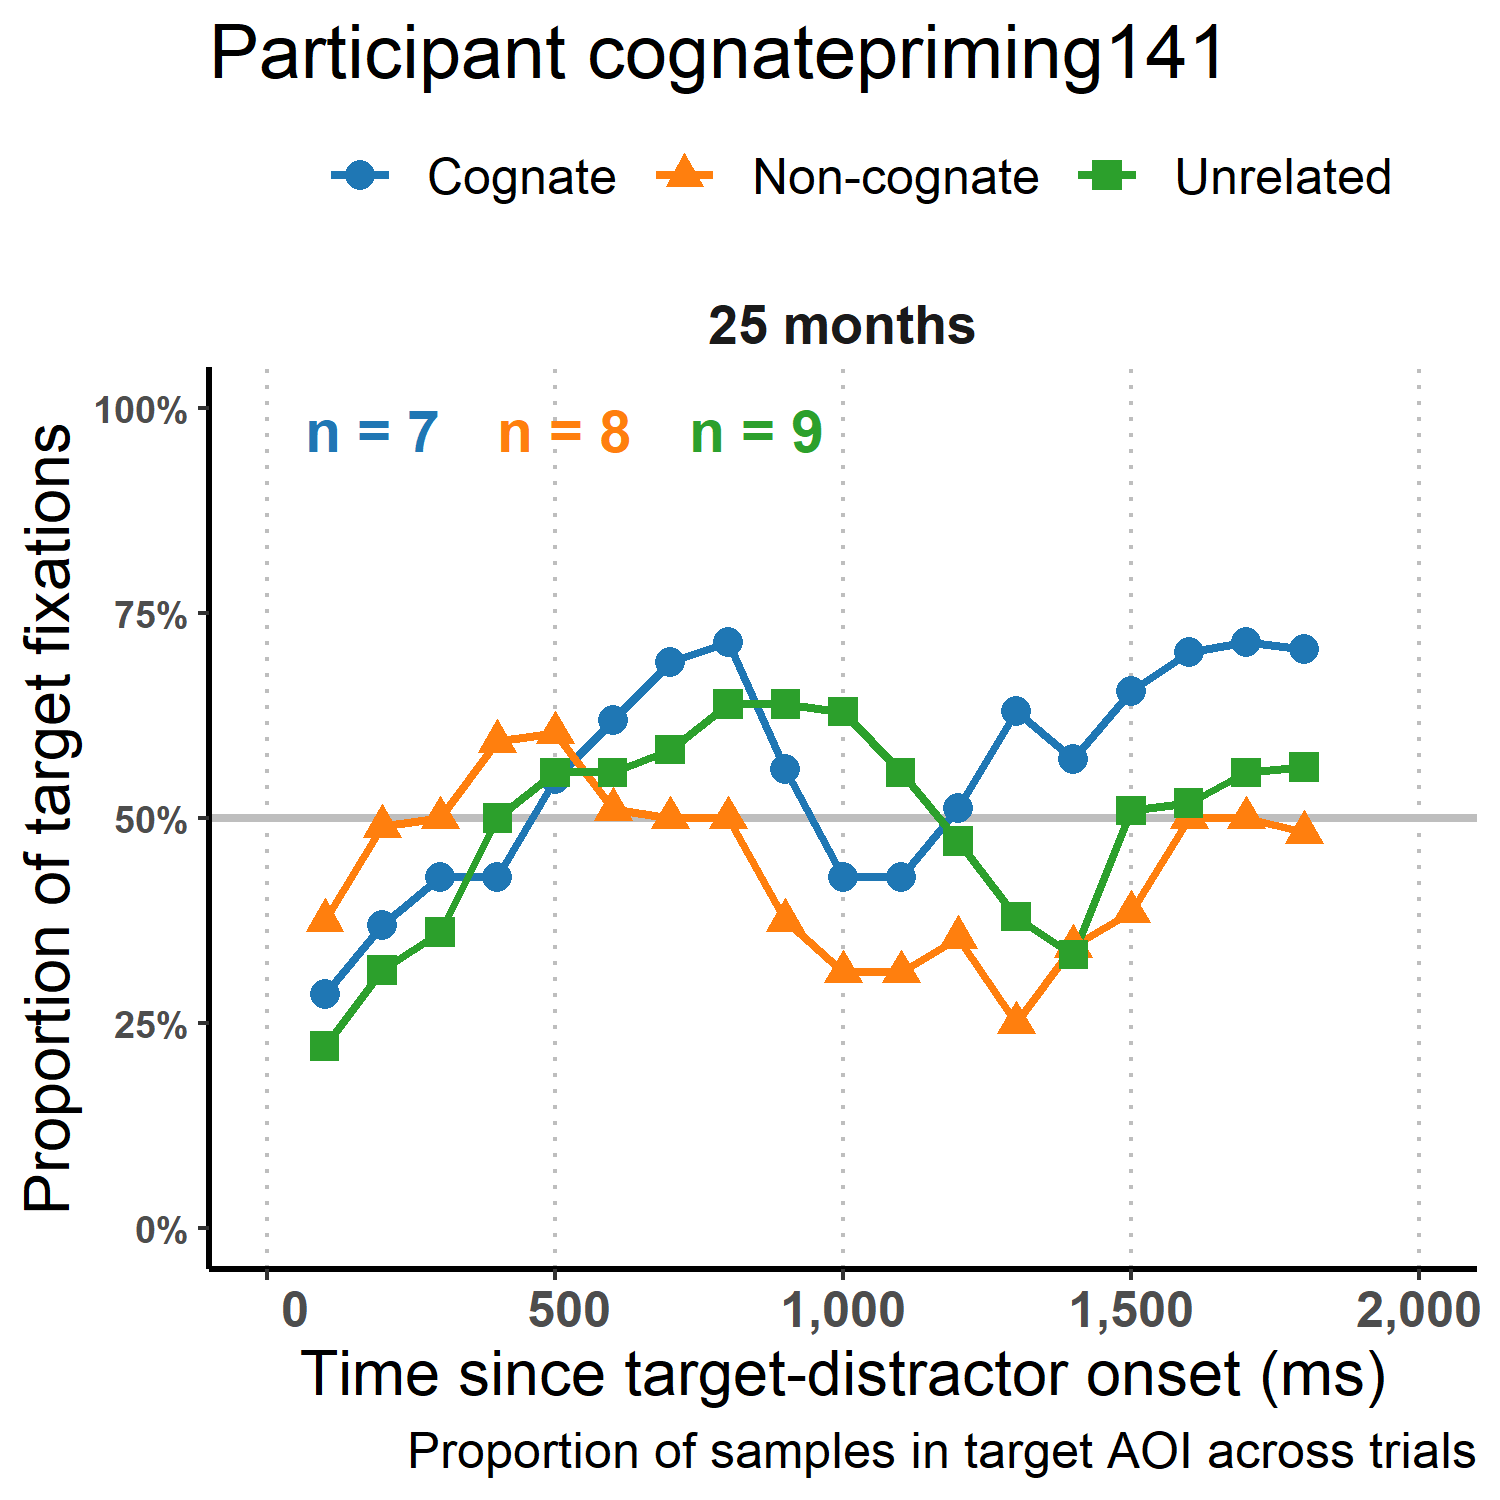 Participant cognatepriming141
Cognate Non-cognate Unrelated
25 months
n = 7 n = 8 n = 9
100%
75%
50%
25%
0%
Proportion of target fixations
0 500 1,000 1,500 2,000
Time since target-distractor onset (ms)
Proportion of samples in target AOI across trials